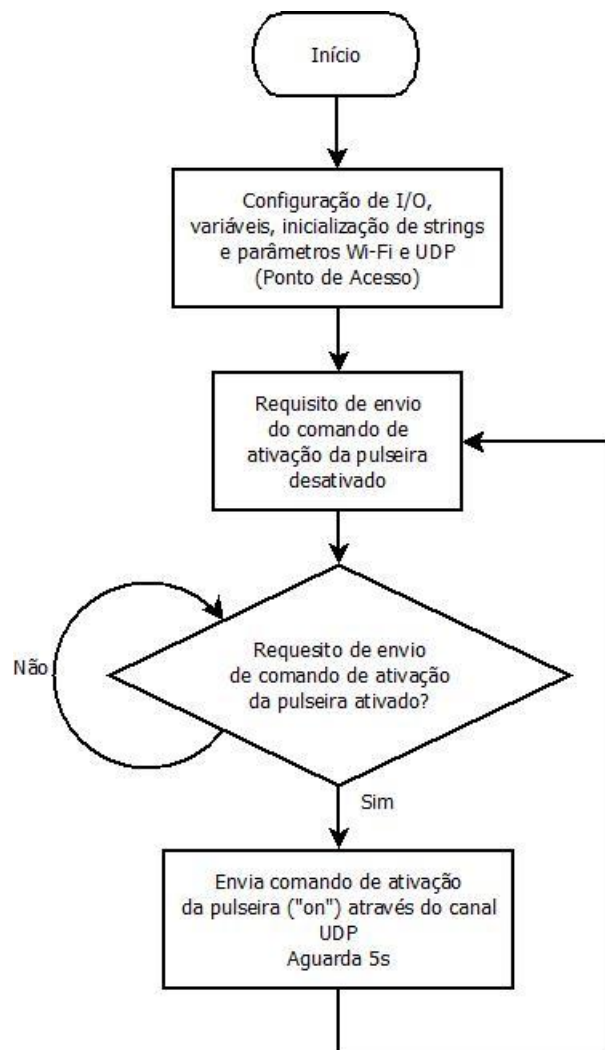 Início
Configuração de I/O,
variáveis, inicialização de strings
e parâmetros Wi-Fi e UDP
(Ponto de Acesso)
Requisito de envio
do comando de
ativação da pulseira
desativado
Requesito de envio
de comando de ativação
da pulseira ativado?
Não
Sim
Envia comando de ativação
da pulseira ("on") através do canal
UDP
Aguarda 5s